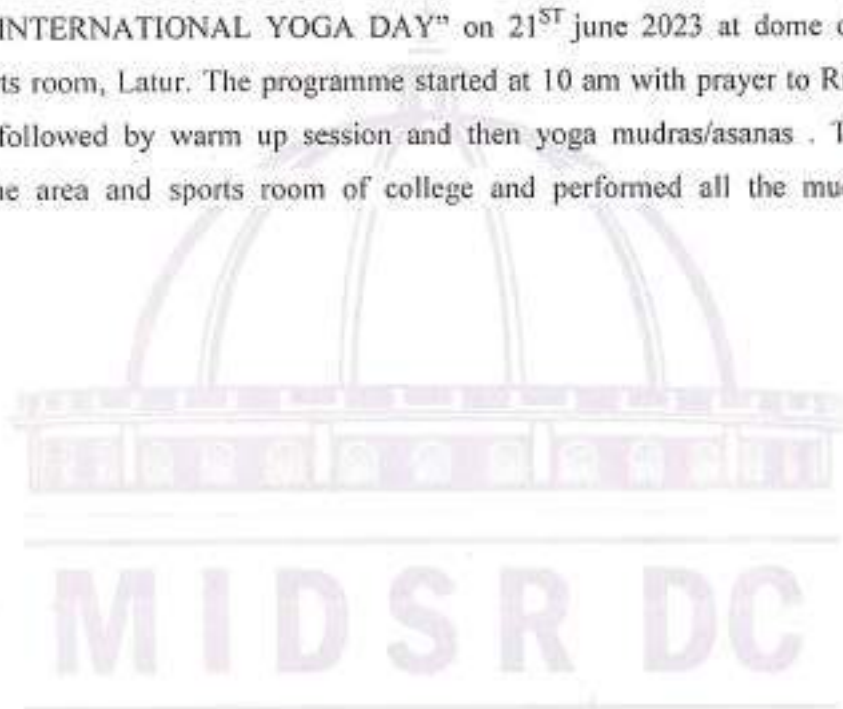 INTERNATIONAL YOGA DAY" on 21ST june 2023 at dome
ts room, Latur. The programme started at 10 am with prayer to
followed by warm up session and then yoga mudras/asanas .
area and sports room of college and performed all the
MIDSR DC